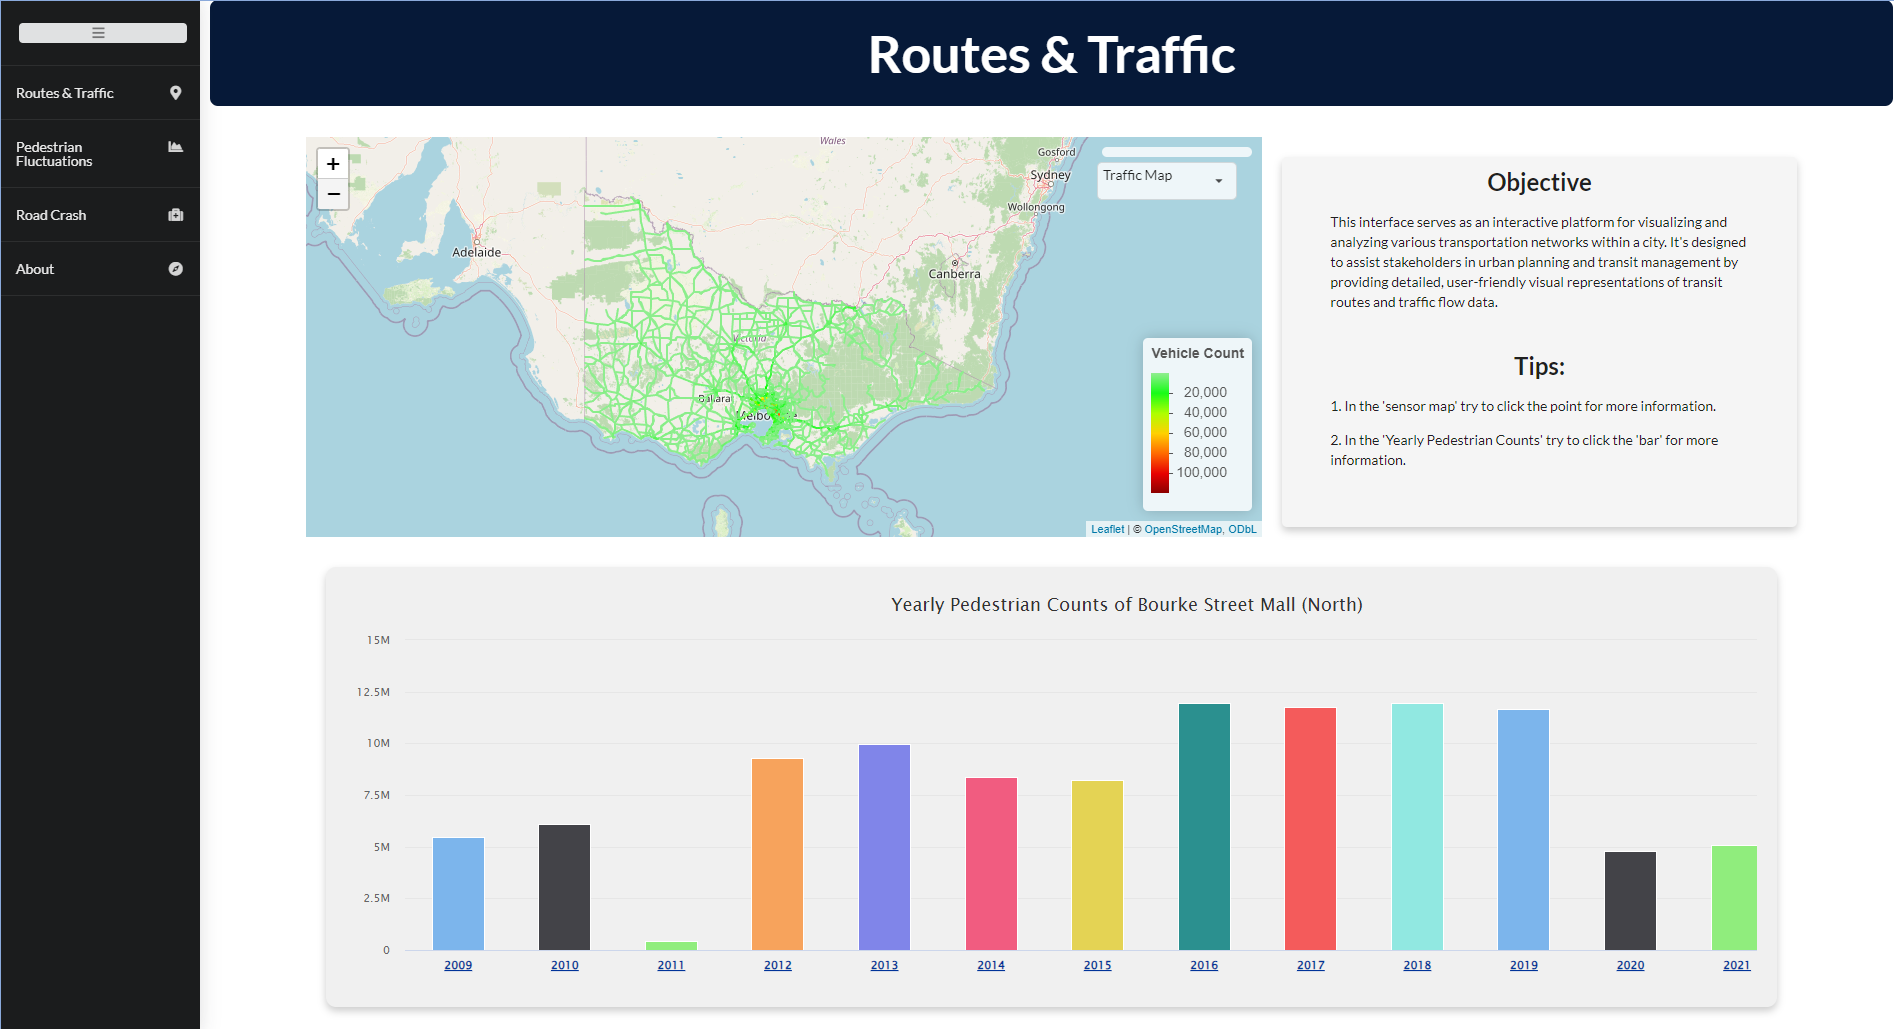 Routes & Traffic
Routes & Traffic
Pedestrian
Fluctuations
Road Crash
About
+
−
Wales
Gosford
Sydney
Wollongong
Adelaide
Canberra
Victoria
Ballarat
Melbourne
Traffic Map
Vehicle Count
20,000
40,000
60,000
80,000
100,000
Leaflet | © OpenStreetMap, ODbL
Objective
This interface serves as an interactive platform for visualizing and
analyzing various transportation networks within a city. It's designed
to assist stakeholders in urban planning and transit management by
providing detailed, user-friendly visual representations of transit
routes and traffic flow data.
Tips:
1. In the 'sensor map' try to click the point for more information.
2. In the 'Yearly Pedestrian Counts' try to click the 'bar' for more
information.
Yearly Pedestrian Counts of Bourke Street Mall (North)
15M
12.5M
10M
7.5M
5M
2.5M
0
2009 2010 2011 2012 2013 2014 2015 2016 2017 2018 2019 2020 2021